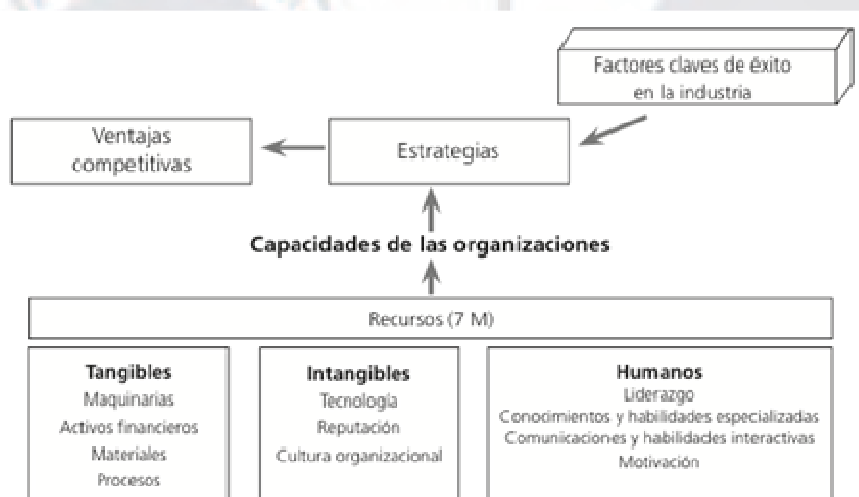 Factores claves de éxito
en la industria
Ventajas
competitivas
Estrategias
Capacidades de las organizaciones
Recursos (7 M)
Tangibles
Maquinarias
Activos financieros
Materiales
Procesos
Intangibles
Tecnología
Reputación
Cultura organizacional
Humanos
Liderazgo
Conocimientos y habilidades especializadas
Comunicaciones y habilidades interactivas
Motivación